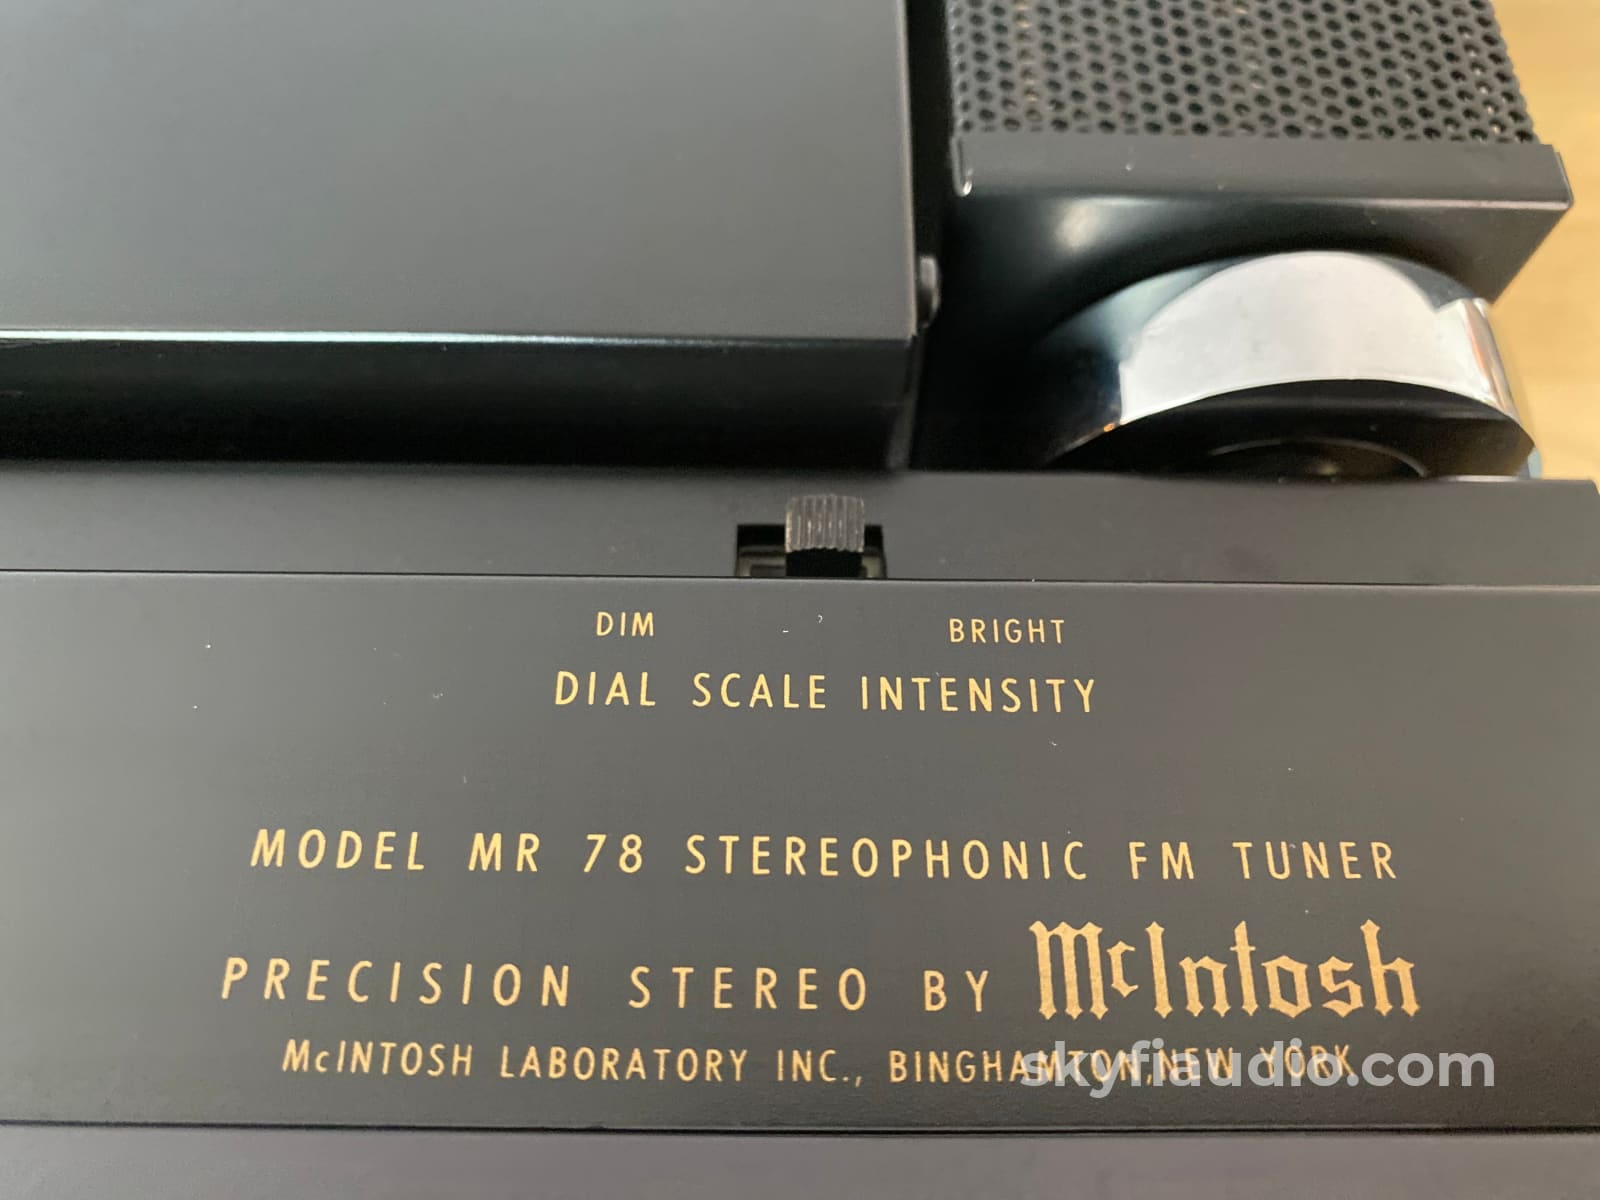 DIM BRIGHT
DIAL SCALE INTENSITY
MODEL MR 78 STEREOPHONIC FM TUNER
PRECISION STEREO BY McIntosh
McINTOSH LABORATORY INC., BINGHAMTON, NEW YORK
skyfiaudio.com